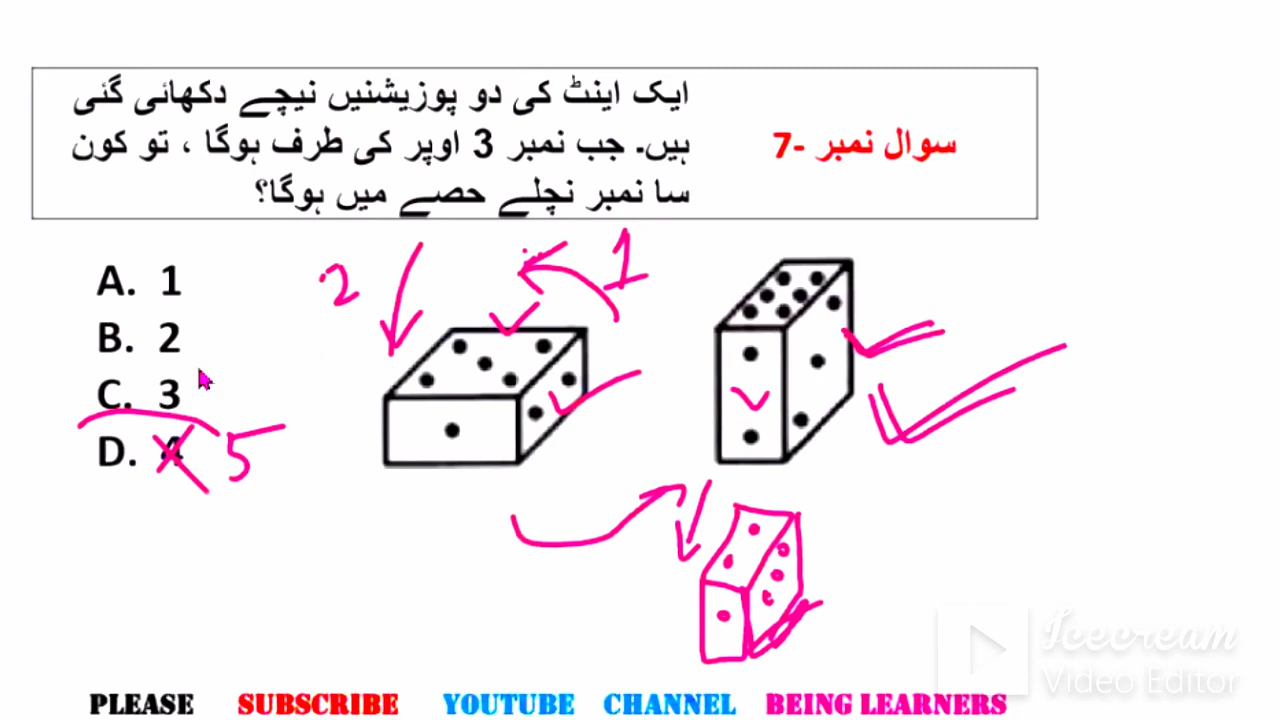 ایک اینٹ کی دو پوزیشنیں نیچے دکھائی گئی
سوال نمبر -7
ہیں۔ جب نمبر 3 اوپر کی طرف ہوگا ، تو کون
سا نمبر نچلے حصے میں ہوگا؟
A. 1
B. 2
C. 3
D. 4 5
2
1
Icecream
Video Editor
PLEASE SUBSCRIBE YOUTUBE CHANNEL BEING LEARNERS